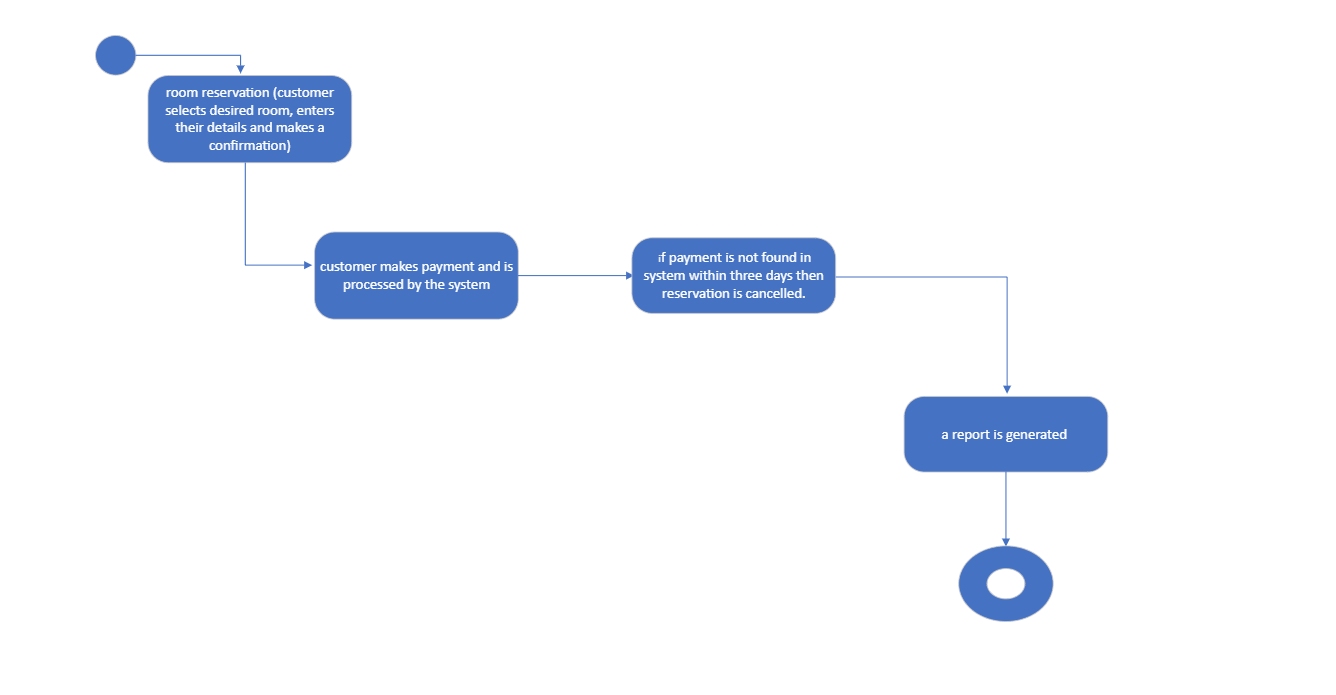 room reservation (customer
selects desired room, enters
their details and makes a
confirmation)
customer makes payment and is
processed by the system
if payment is not found in
system within three days then
reservation is cancelled.
a report is generated